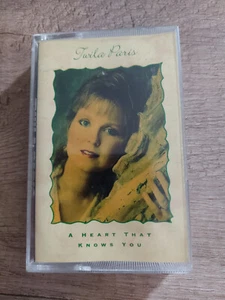 Twila Paris
A HEART THAT
KNOWS YOU